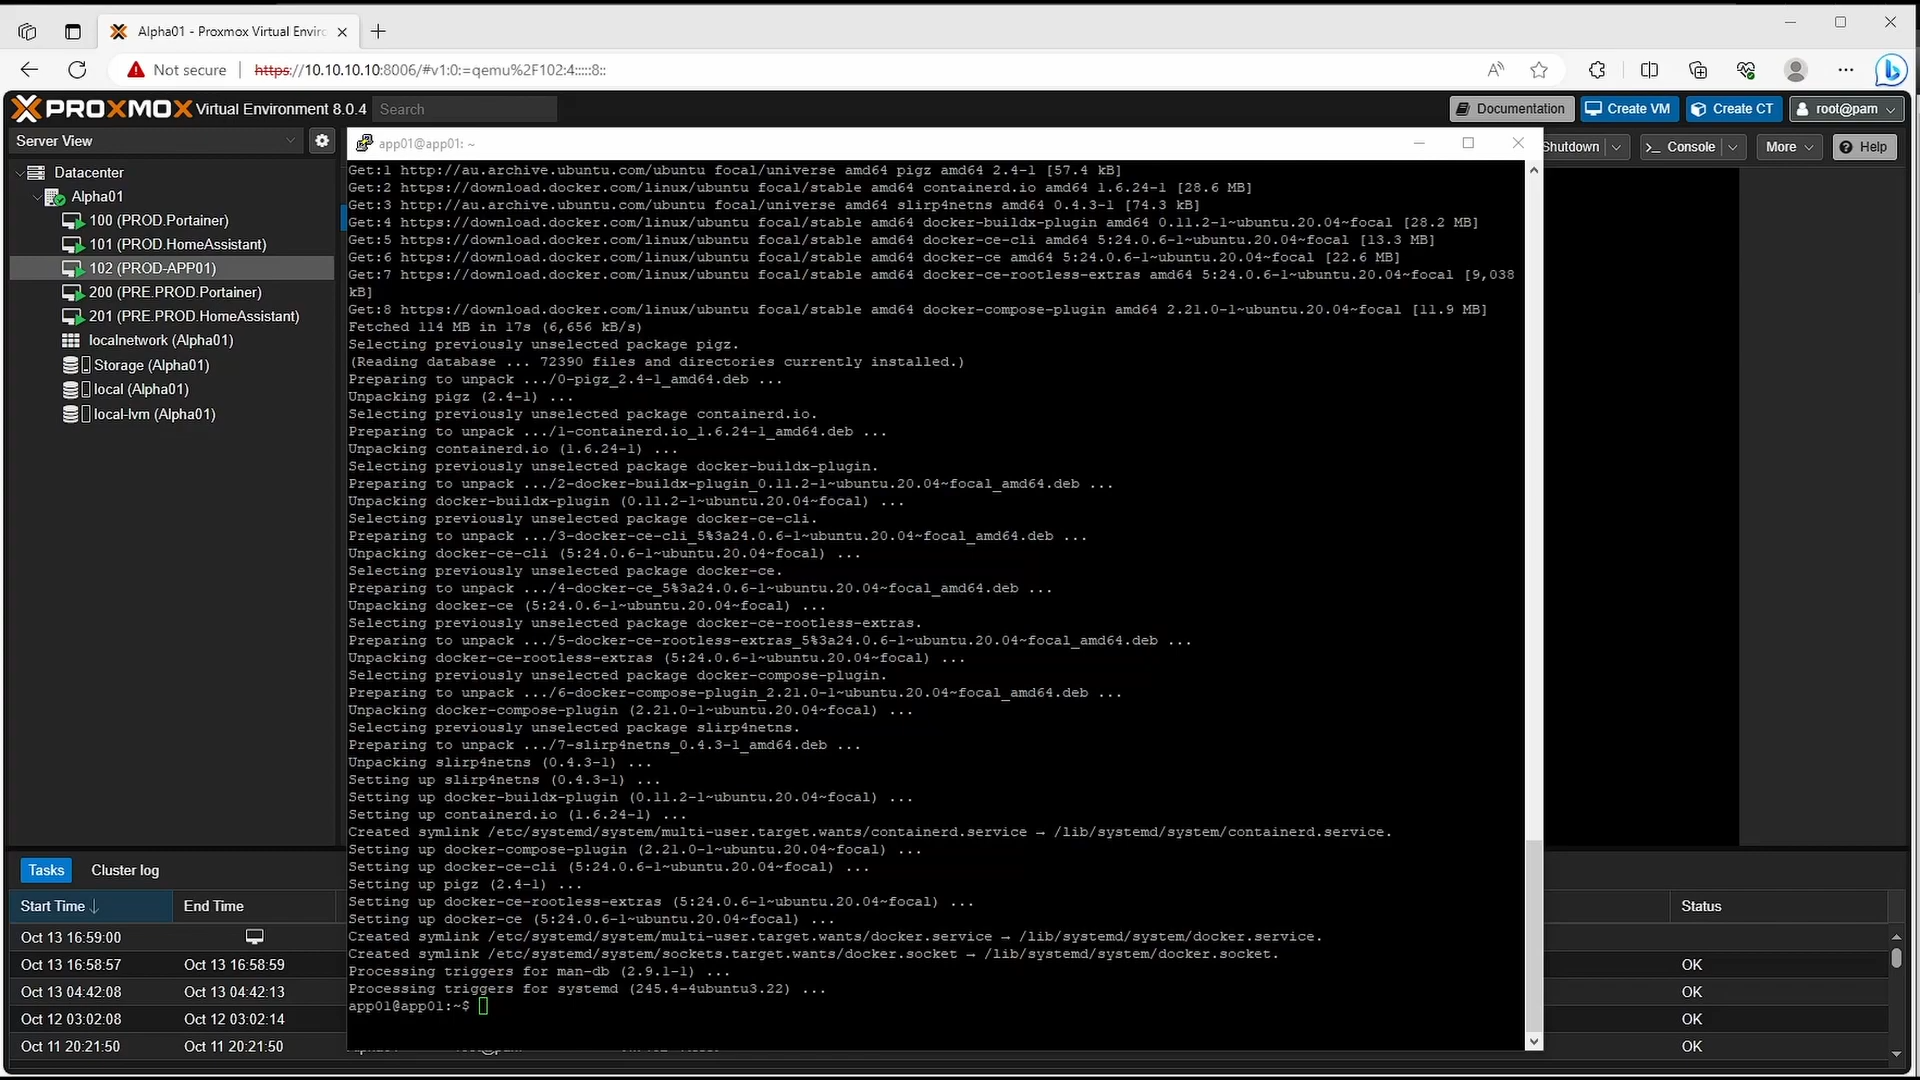 Alpha01 - Proxmox Virtual Enviro
Not secure
https://10.10.10.10:8006/#v1:0:=qemu%2F102:4:::::8::
PROXMOX Virtual Environment 8.0.4
Search
Documentation
Create VM
Create CT
root@pam
Server View
app01@app01: ~
Shutdown
Console
More
Help
Datacenter
Alpha01
100 (PROD.Portainer)
101 (PROD.HomeAssistant)
102 (PROD-APP01)
200 (PRE.PROD.Portainer)
201 (PRE.PROD.HomeAssistant)
localnetwork (Alpha01)
Storage (Alpha01)
local (Alpha01)
local-lvm (Alpha01)
Get:1 http://au.archive.ubuntu.com/ubuntu focal/universe amd64 pigz amd64 2.4-1 [57.4 kB]
Get:2 https://download.docker.com/linux/ubuntu focal/stable amd64 containerd.io amd64 1.6.24-1 [28.6 MB]
Get:3 http://au.archive.ubuntu.com/ubuntu focal/universe amd64 slirp4netns amd64 0.4.3-1 [74.3 kB]
Get:4 https://download.docker.com/linux/ubuntu focal/stable amd64 docker-buildx-plugin amd64 0.11.2-1~ubuntu.20.04~focal [28.2 MB]
Get:5 https://download.docker.com/linux/ubuntu focal/stable amd64 docker-ce-cli amd64 5:24.0.6-1~ubuntu.20.04~focal [13.3 MB]
Get:6 https://download.docker.com/linux/ubuntu focal/stable amd64 docker-ce amd64 5:24.0.6-1~ubuntu.20.04~focal [22.6 MB]
Get:7 https://download.docker.com/linux/ubuntu focal/stable amd64 docker-ce-rootless-extras amd64 5:24.0.6-1~ubuntu.20.04~focal [9,038
kB]
Get:8 https://download.docker.com/linux/ubuntu focal/stable amd64 docker-compose-plugin amd64 2.21.0-1~ubuntu.20.04~focal [11.9 MB]
Fetched 114 MB in 17s (6,656 kB/s)
Selecting previously unselected package pigz.
(Reading database ... 72390 files and directories currently installed.)
Preparing to unpack .../0-pigz_2.4-1_amd64.deb ...
Unpacking pigz (2.4-1) ...
Selecting previously unselected package containerd.io.
Preparing to unpack .../1-containerd.io_1.6.24-1_amd64.deb ...
Unpacking containerd.io (1.6.24-1) ...
Selecting previously unselected package docker-buildx-plugin.
Preparing to unpack .../2-docker-buildx-plugin_0.11.2-1~ubuntu.20.04~focal_amd64.deb ...
Unpacking docker-buildx-plugin (0.11.2-1~ubuntu.20.04~focal) ...
Selecting previously unselected package docker-ce-cli.
Preparing to unpack .../3-docker-ce-cli_5%3a24.0.6-1~ubuntu.20.04~focal_amd64.deb ...
Unpacking docker-ce-cli (5:24.0.6-1~ubuntu.20.04~focal) ...
Selecting previously unselected package docker-ce.
Preparing to unpack .../4-docker-ce_5%3a24.0.6-1~ubuntu.20.04~focal_amd64.deb ...
Unpacking docker-ce (5:24.0.6-1~ubuntu.20.04~focal) ...
Selecting previously unselected package docker-ce-rootless-extras.
Preparing to unpack .../5-docker-ce-rootless-extras_5%3a24.0.6-1~ubuntu.20.04~focal_amd64.deb ...
Unpacking docker-ce-rootless-extras (5:24.0.6-1~ubuntu.20.04~focal) ...
Selecting previously unselected package docker-compose-plugin.
Preparing to unpack .../6-docker-compose-plugin_2.21.0-1~ubuntu.20.04~focal_amd64.deb ...
Unpacking docker-compose-plugin (2.21.0-1~ubuntu.20.04~focal) ...
Selecting previously unselected package slirp4netns.
Preparing to unpack .../7-slirp4netns_0.4.3-1_amd64.deb ...
Unpacking slirp4netns (0.4.3-1) ...
Setting up slirp4netns (0.4.3-1) ...
Setting up docker-buildx-plugin (0.11.2-1~ubuntu.20.04~focal) ...
Setting up containerd.io (1.6.24-1) ...
Created symlink /etc/systemd/system/multi-user.target.wants/containerd.service → /lib/systemd/system/containerd.service.
Setting up docker-compose-plugin (2.21.0-1~ubuntu.20.04~focal) ...
Setting up docker-ce-cli (5:24.0.6-1~ubuntu.20.04~focal) ...
Setting up pigz (2.4-1) ...
Setting up docker-ce-rootless-extras (5:24.0.6-1~ubuntu.20.04~focal) ...
Setting up docker-ce (5:24.0.6-1~ubuntu.20.04~focal) ...
Created symlink /etc/systemd/system/multi-user.target.wants/docker.service → /lib/systemd/system/docker.service.
Created symlink /etc/systemd/system/sockets.target.wants/docker.socket → /lib/systemd/system/docker.socket.
Processing triggers for man-db (2.9.1-1) ...
Processing triggers for systemd (245.4-4ubuntu3.22) ...
app01@app01:~$
Tasks
Cluster log
Start Time
End Time
Status
Oct 13 16:59:00
Oct 13 16:58:57
Oct 13 16:58:59
OK
Oct 13 04:42:08
Oct 13 04:42:13
OK
Oct 12 03:02:08
Oct 12 03:02:14
OK
Oct 11 20:21:50
Oct 11 20:21:50
OK